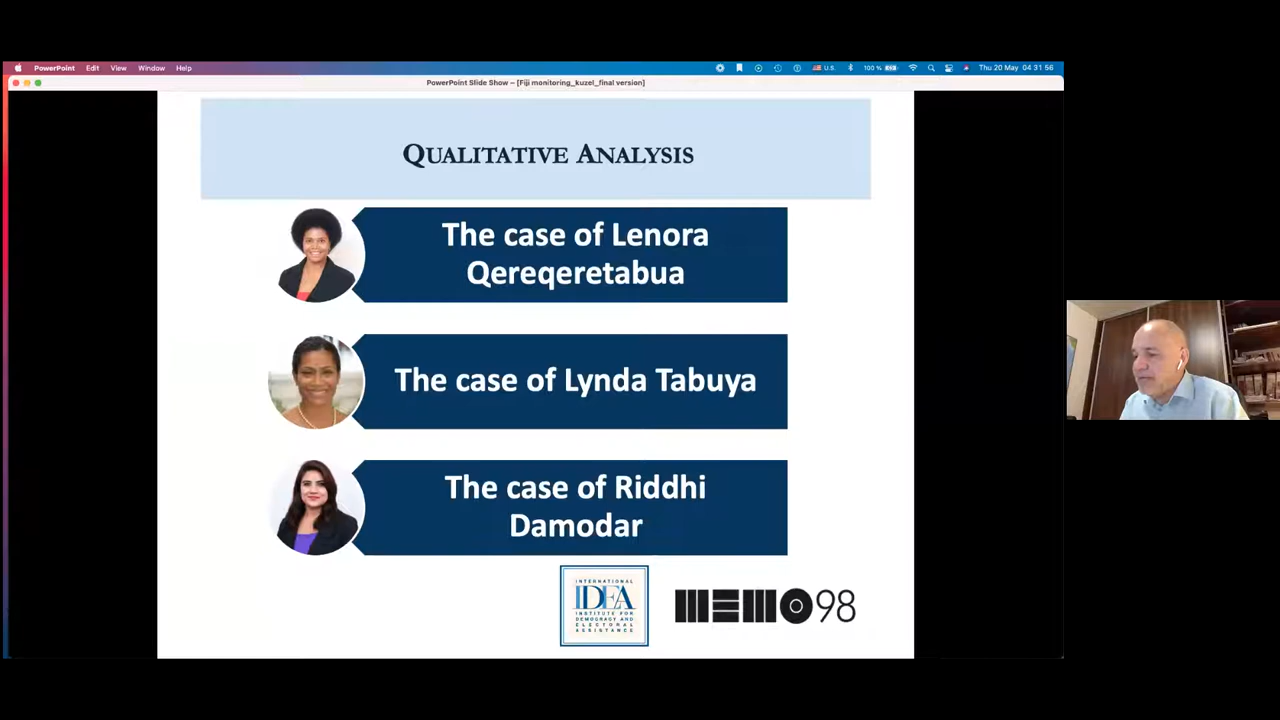 PowerPoint Edit View Window Help
U.S. 100 % Thu 20 May 04 31 56
PowerPoint Slide Show – [Fiji monitoring_kuzel_final version]
QUALITATIVE ANALYSIS
The case of Lenora
Qereqeretabua
The case of Lynda Tabuya
The case of Riddhi
Damodar
INTERNATIONAL
IDEA
INSTITUTE FOR
DEMOCRACY AND
ELECTORAL
ASSISTANCE
MEMO98